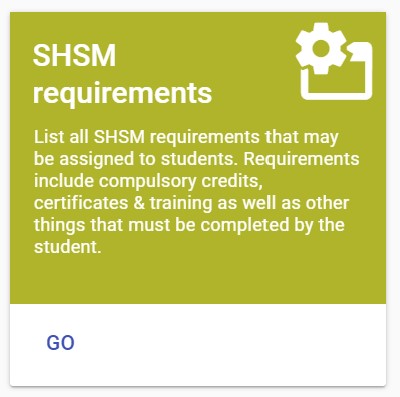 SHSM
requirements
List all SHSM requirements that may
be assigned to students. Requirements
include compulsory credits,
certificates & training as well as other
things that must be completed by the
student.
GO